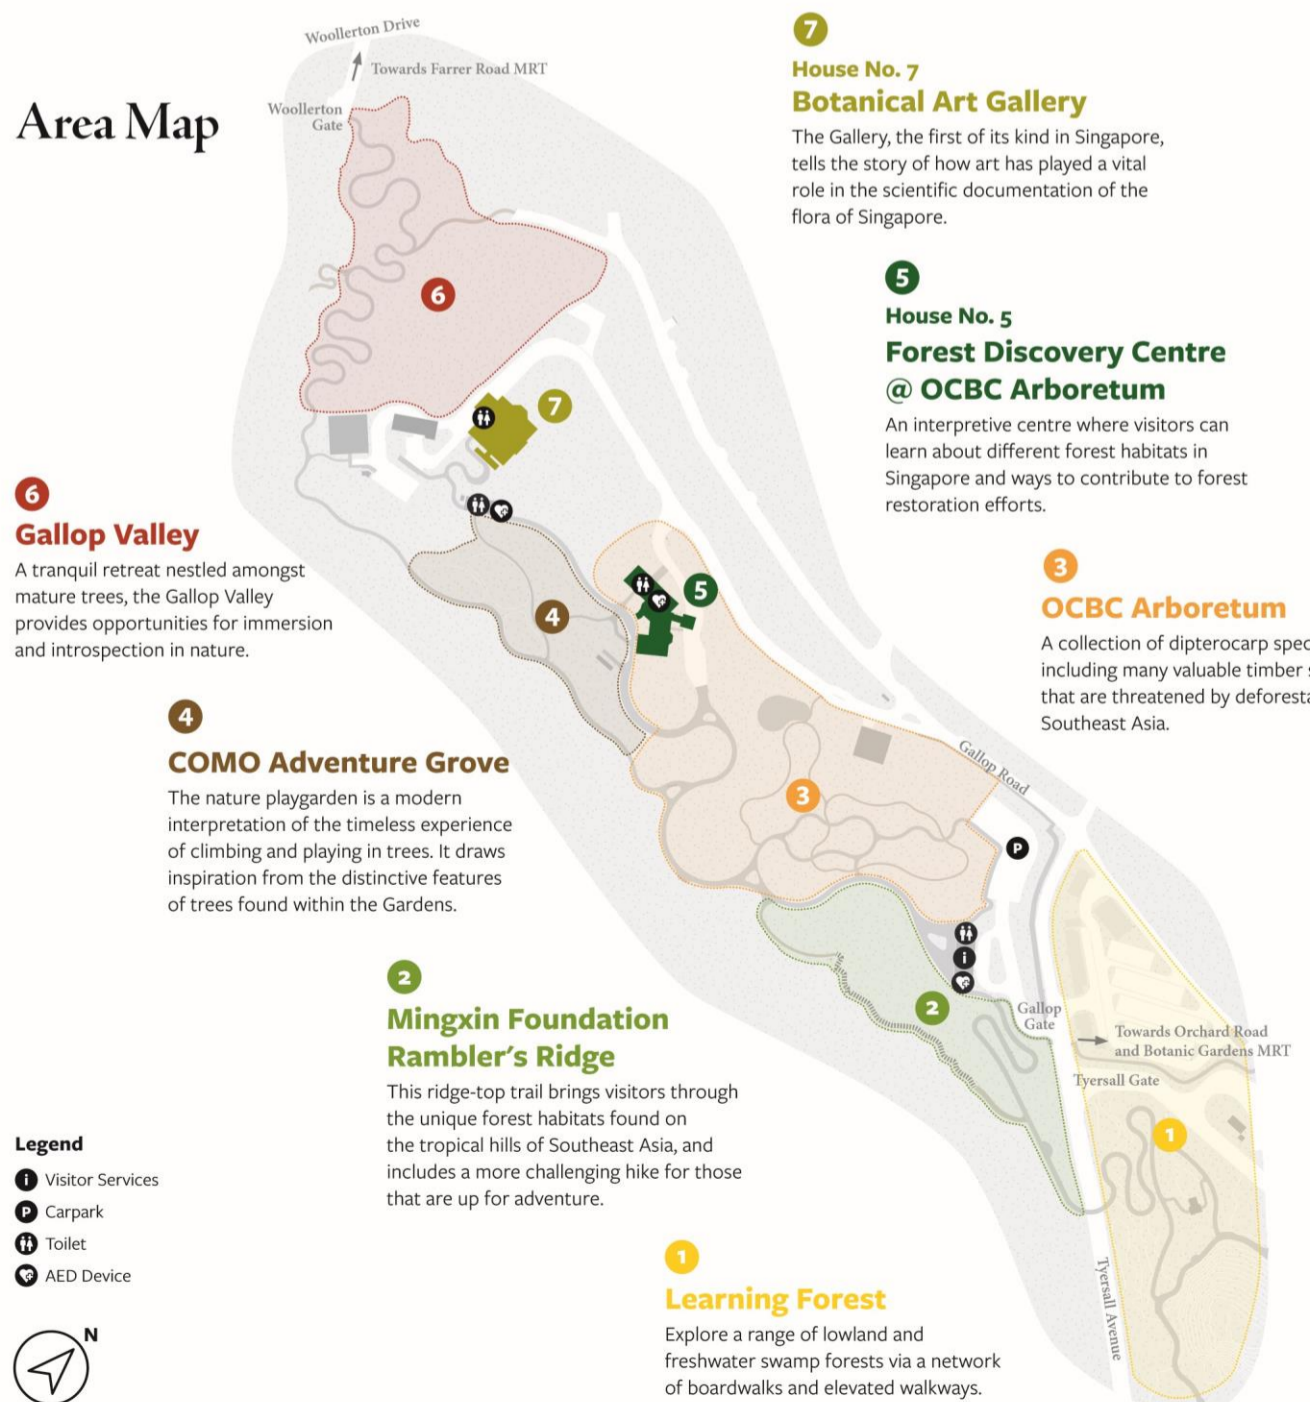 Area Map
Woollerton Drive
Towards Farrer Road MRT
Woollerton
Gate
7
House No. 7
Botanical Art Gallery
The Gallery, the first of its kind in Singapore,
tells the story of how art has played a vital
role in the scientific documentation of the
flora of Singapore.
5
House No. 5
Forest Discovery Centre
@ OCBC Arboretum
An interpretive centre where visitors can
learn about different forest habitats in
Singapore and ways to contribute to forest
restoration efforts.
3
OCBC Arboretum
A collection of dipterocarp spec
including many valuable timber s
that are threatened by deforesta
Southeast Asia.
6
Gallop Valley
A tranquil retreat nestled amongst
mature trees, the Gallop Valley
provides opportunities for immersion
and introspection in nature.
4
COMO Adventure Grove
The nature playgarden is a modern
interpretation of the timeless experience
of climbing and playing in trees. It draws
inspiration from the distinctive features
of trees found within the Gardens.
2
Mingxin Foundation
Rambler's Ridge
This ridge-top trail brings visitors through
the unique forest habitats found on
the tropical hills of Southeast Asia, and
includes a more challenging hike for those
that are up for adventure.
1
Learning Forest
Explore a range of lowland and
freshwater swamp forests via a network
of boardwalks and elevated walkways.
6
7
5
4
3
Gallop Road
P
i
2
Gallop
Gate
Towards Orchard Road
and Botanic Gardens MRT
Tyersall Gate
1
Tyersall Avenue
Legend
i Visitor Services
P Carpark
Toilet
AED Device
N